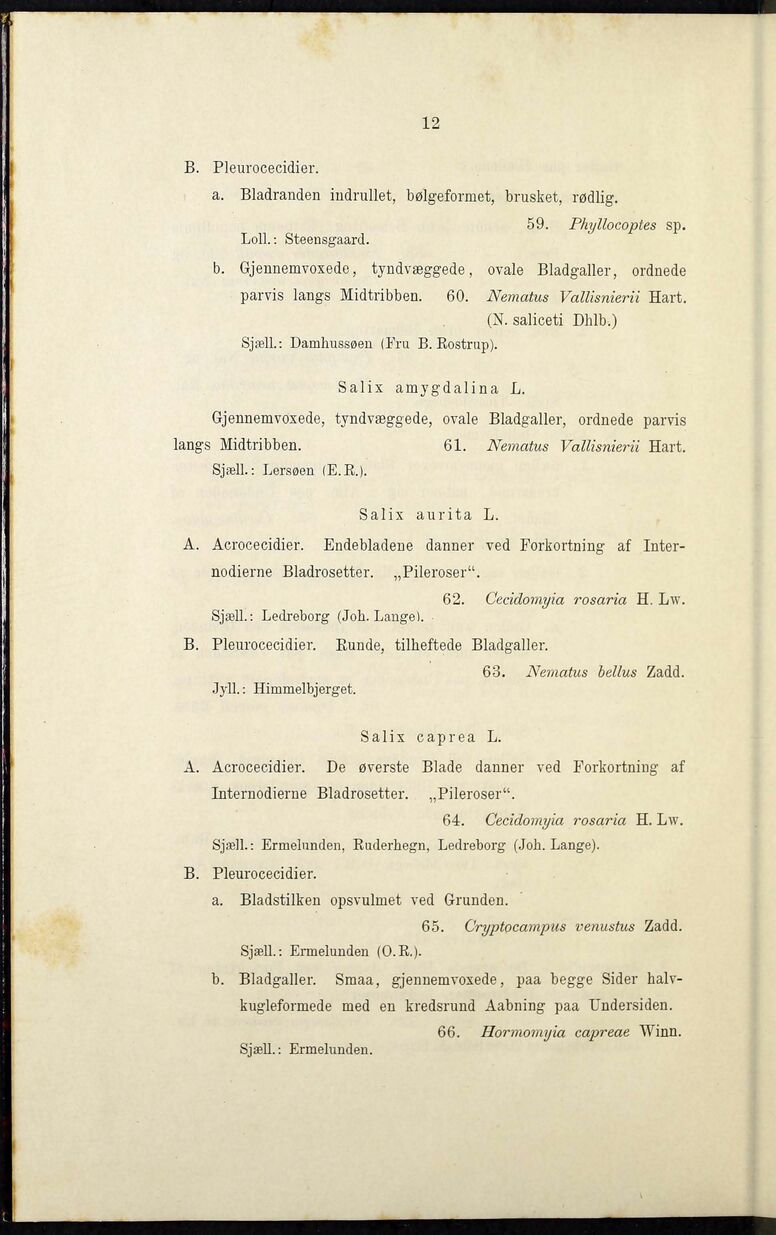 12
B. Pleurocecidier.
a. Bladranden indrullet, bølgeformet, brusket, rødlig.
59. Phyllocoptes sp.
Loll.: Steensgaard.
b. Gjennemvoxede, tyndvæggede, ovale Bladgaller, ordnede
parvis langs Midtribben. 60. Nematus Vallisnierii Hart.
(N. saliceti Dhlb.)
Sjæll.: Damhussøen (Fru B. Rostrup).
Salix amygdalina L.
Gjennemvoxede, tyndvæggede, ovale Bladgaller, ordnede parvis
langs Midtribben. 61. Nematus Vallisnierii Hart.
Sjæll.: Lersøen (E. R.).
Salix aurita L.
A. Acrocecidier. Endebladene danner ved Forkortning af Inter-
nodierne Bladrosetter. „Pileroser“.
62. Cecidomyia rosaria H. Lw.
Sjæll.: Ledreborg (Joh. Lange).
B. Pleurocecidier. Runde, tilheftede Bladgaller.
63. Nematus bellus Zadd.
Jyll.: Himmelbjerget.
Salix caprea L.
A. Acrocecidier. De øverste Blade danner ved Forkortning af
Internodierne Bladrosetter. „Pileroser“.
64. Cecidomyia rosaria H. Lw.
Sjæll.: Ermelunden, Ruderhegn, Ledreborg (Joh. Lange).
B. Pleurocecidier.
a. Bladstilken opsvulmet ved Grunden.
65. Cryptocampus venustus Zadd.
Sjæll.: Ermelunden (O. R.).
b. Bladgaller. Smaa, gjennemvoxede, paa begge Sider halv-
kugleformede med en kredsrund Aabning paa Undersiden.
66. Hormomyia capreae Winn.
Sjæll.: Ermelunden.